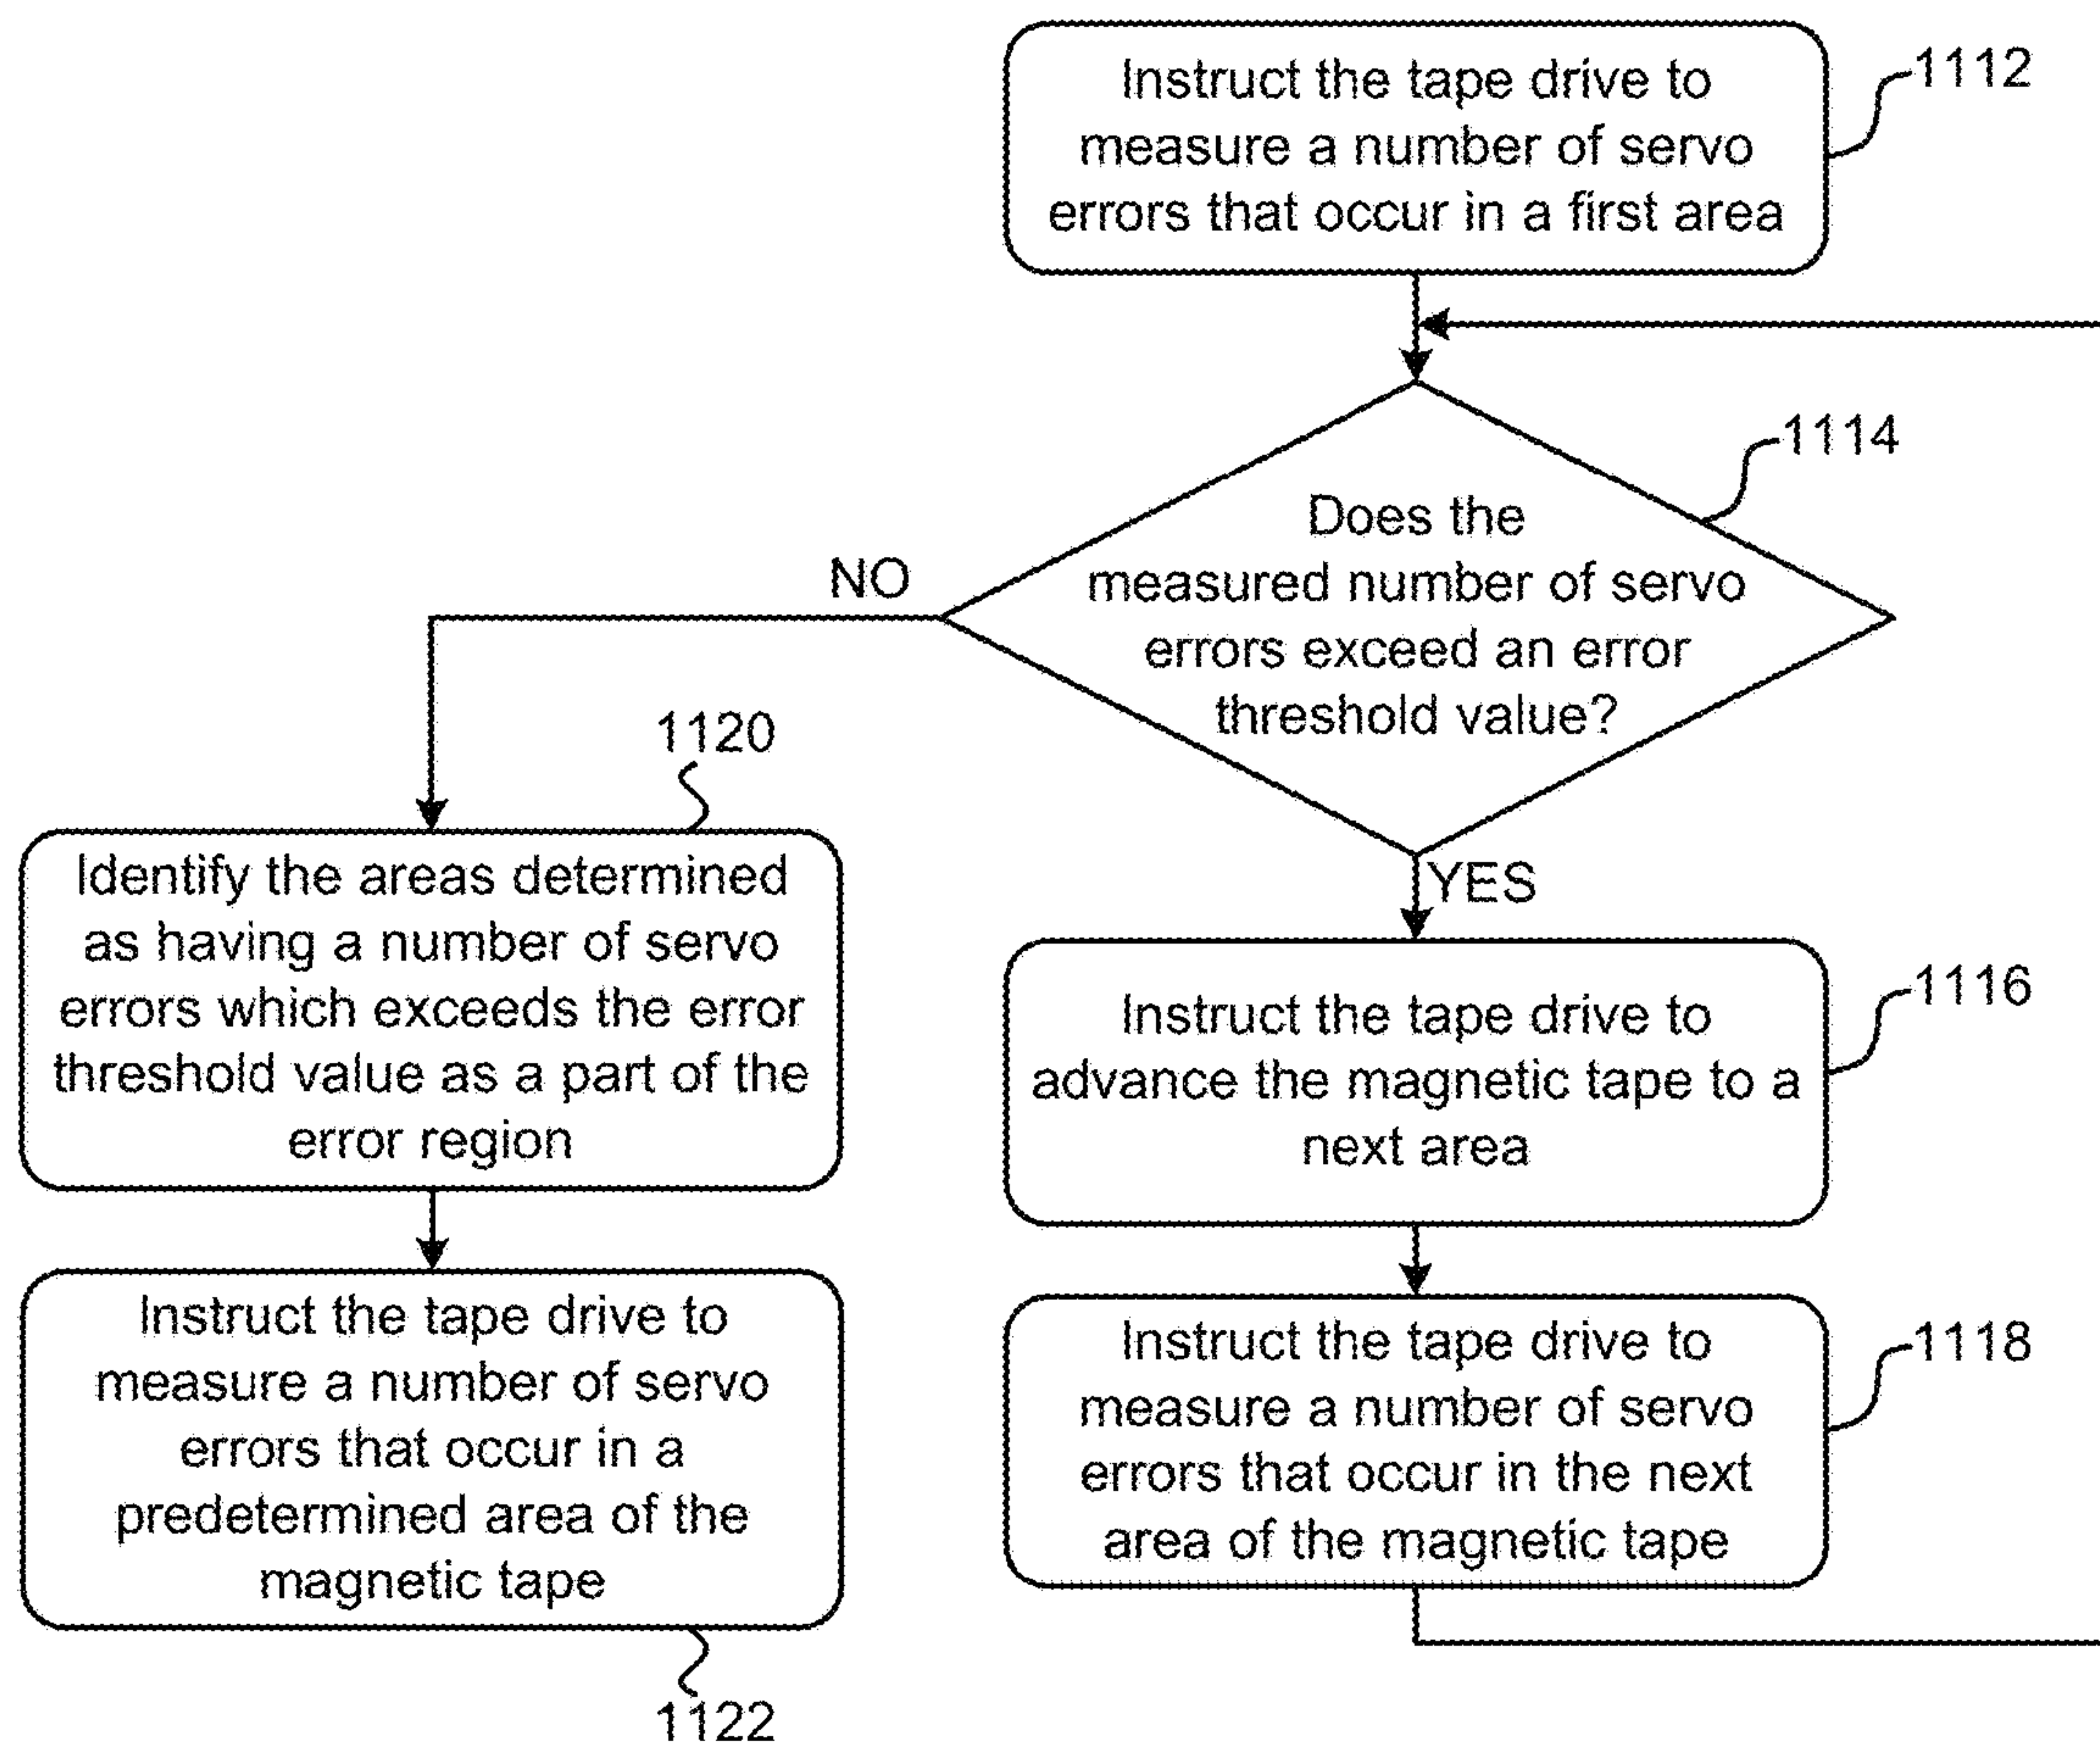 Instruct the tape drive to
measure a number of servo
errors that occur in a first area
1112
1114
Does the
measured number of servo
errors exceed an error
threshold value?
NO
YES
1120
Identify the areas determined
as having a number of servo
errors which exceeds the error
threshold value as a part of the
error region
1116
Instruct the tape drive to
advance the magnetic tape to a
next area
Instruct the tape drive to
measure a number of servo
errors that occur in a
predetermined area of the
magnetic tape
1122
1118
Instruct the tape drive to
measure a number of servo
errors that occur in the next
area of the magnetic tape